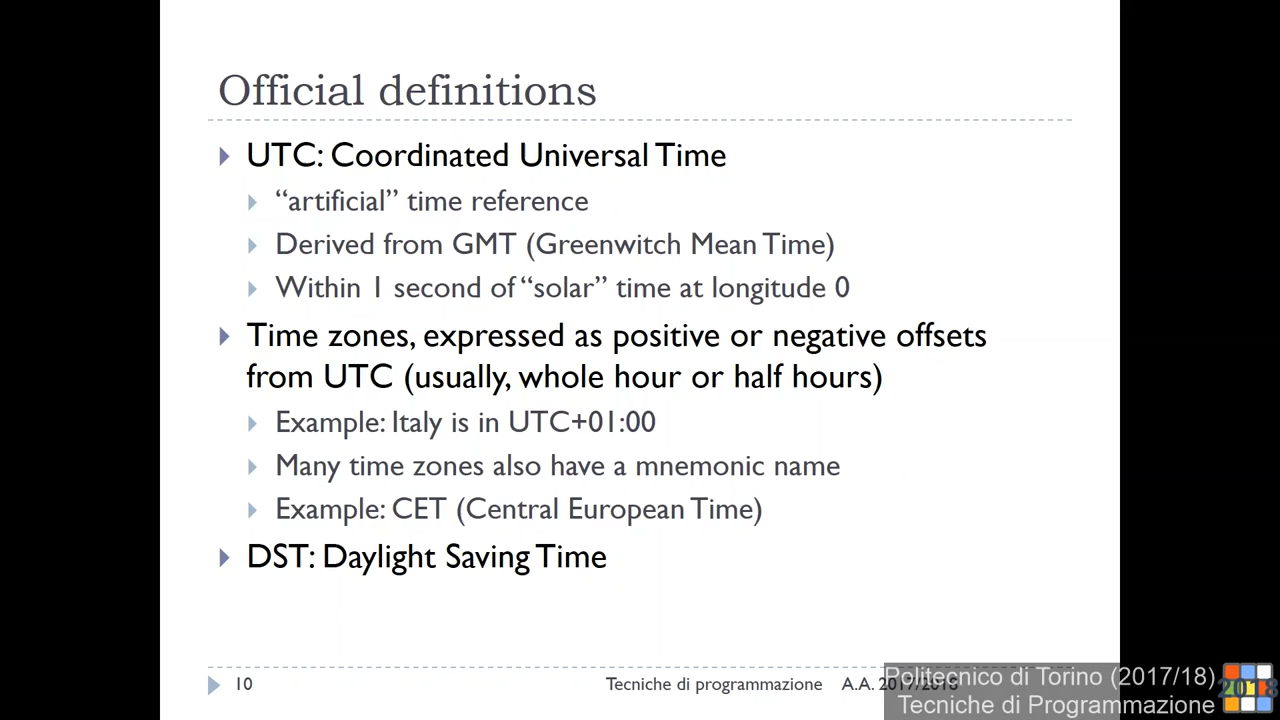 Official definitions
UTC: Coordinated Universal Time
“artificial” time reference
Derived from GMT (Greenwitch Mean Time)
Within 1 second of “solar” time at longitude 0
Time zones, expressed as positive or negative offsets
from UTC (usually, whole hour or half hours)
Example: Italy is in UTC+01:00
Many time zones also have a mnemonic name
Example: CET (Central European Time)
DST: Daylight Saving Time
10
Tecniche di programmazione A.A. 2017/2018
Politecnico di Torino (2017/18)
Tecniche di Programmazione
2018